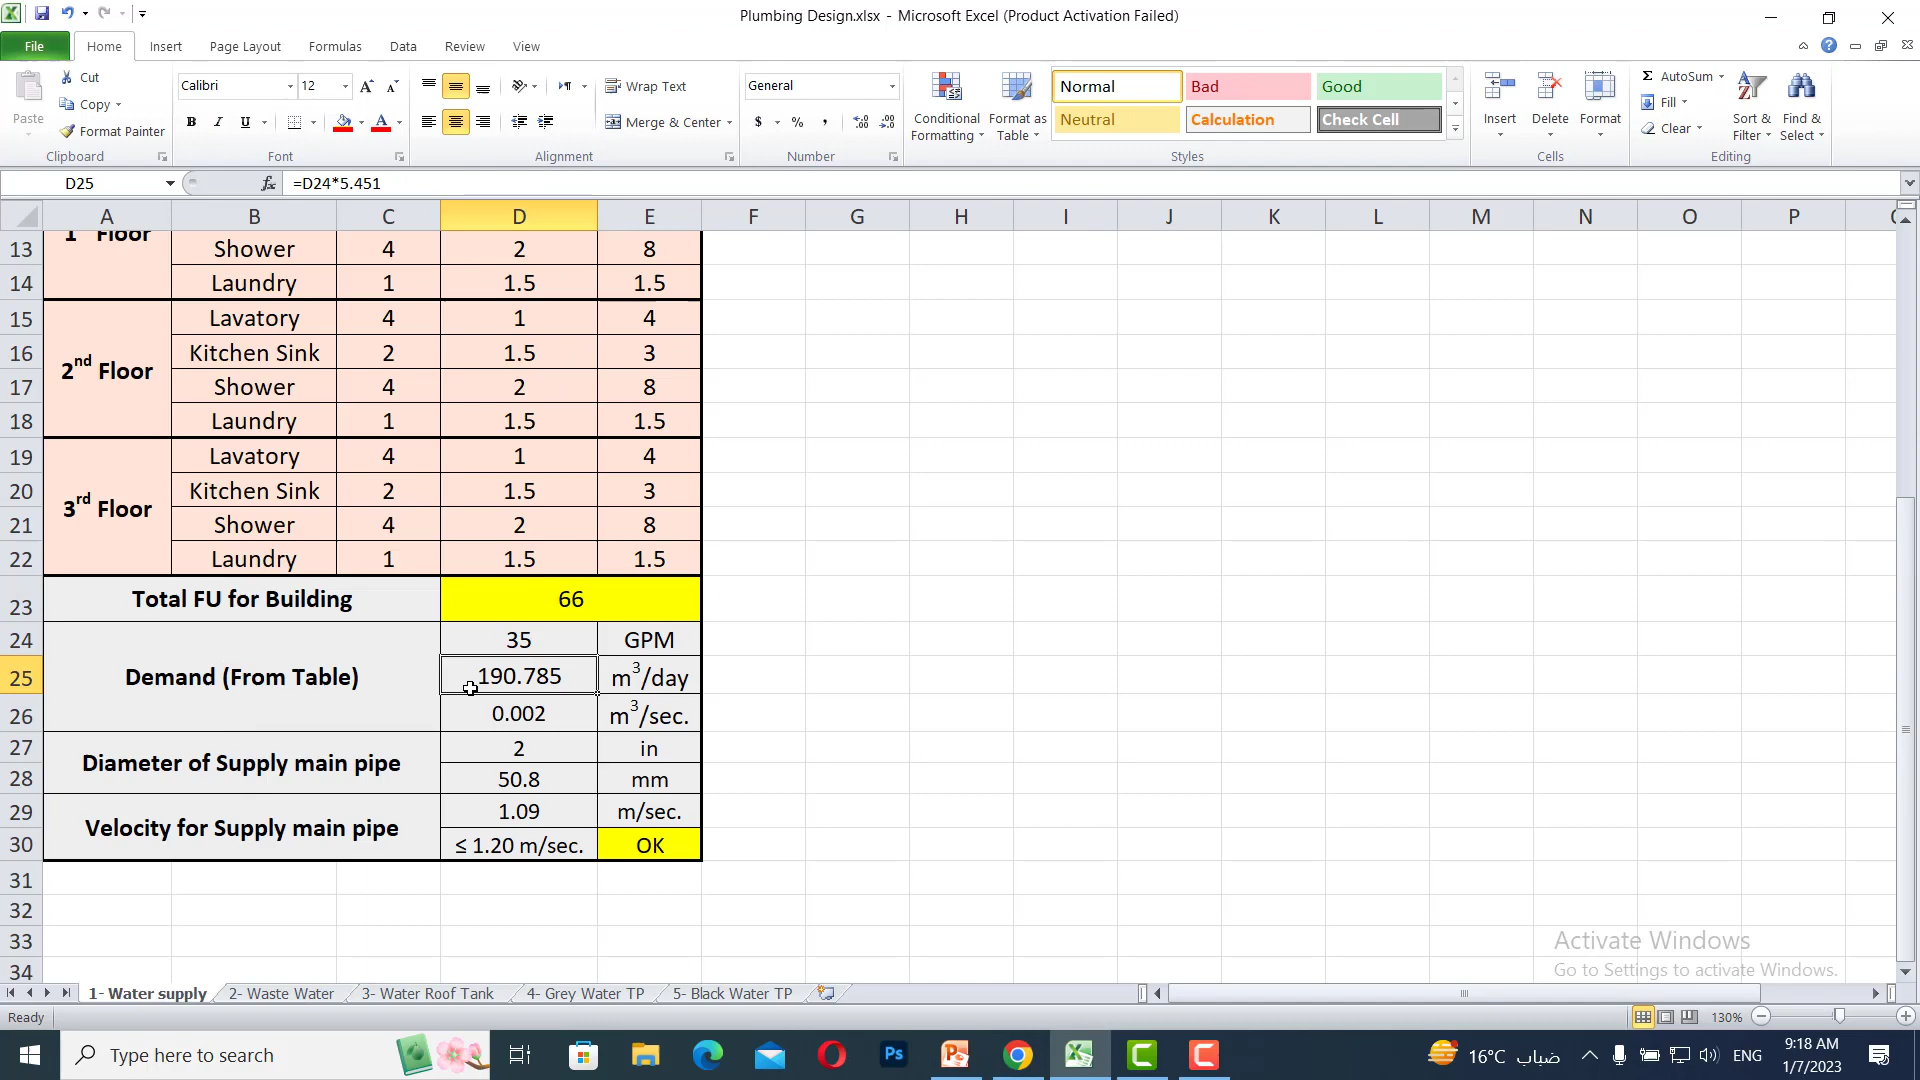 Plumbing Design.xlsx - Microsoft Excel (Product Activation Failed)
File Home Insert Page Layout Formulas Data Review View
Paste
Cut
Copy
Format Painter
Clipboard
Calibri 12
B I U
Font
Wrap Text
Merge & Center
Alignment
General
$ % ,
Number
Conditional Formatting
Format as Table
Normal Bad Good
Neutral Calculation Check Cell
Styles
Insert Delete Format
Cells
Σ AutoSum
Fill
Clear
Sort & Filter
Find & Select
Editing
D25 fx =D24*5.451
A B C D E F G H I J K L M N O P
1 Floor
13 Shower 4 2 8
14 Laundry 1 1.5 1.5
15 Lavatory 4 1 4
16 Kitchen Sink 2 1.5 3
2nd Floor
17 Shower 4 2 8
18 Laundry 1 1.5 1.5
19 Lavatory 4 1 4
20 Kitchen Sink 2 1.5 3
3rd Floor
21 Shower 4 2 8
22 Laundry 1 1.5 1.5
23 Total FU for Building 66
24 35 GPM
25 Demand (From Table) 190.785 m3/day
26 0.002 m3/sec.
27 2 in
Diameter of Supply main pipe
28 50.8 mm
29 1.09 m/sec.
Velocity for Supply main pipe
30 ≤ 1.20 m/sec. OK
31
32
33
34
Activate Windows
Go to Settings to activate Windows.
1- Water supply 2- Waste Water 3- Water Roof Tank 4- Grey Water TP 5- Black Water TP
Ready 130%
Type here to search
Ps
16°C ضباب
ENG
9:18 AM
1/7/2023